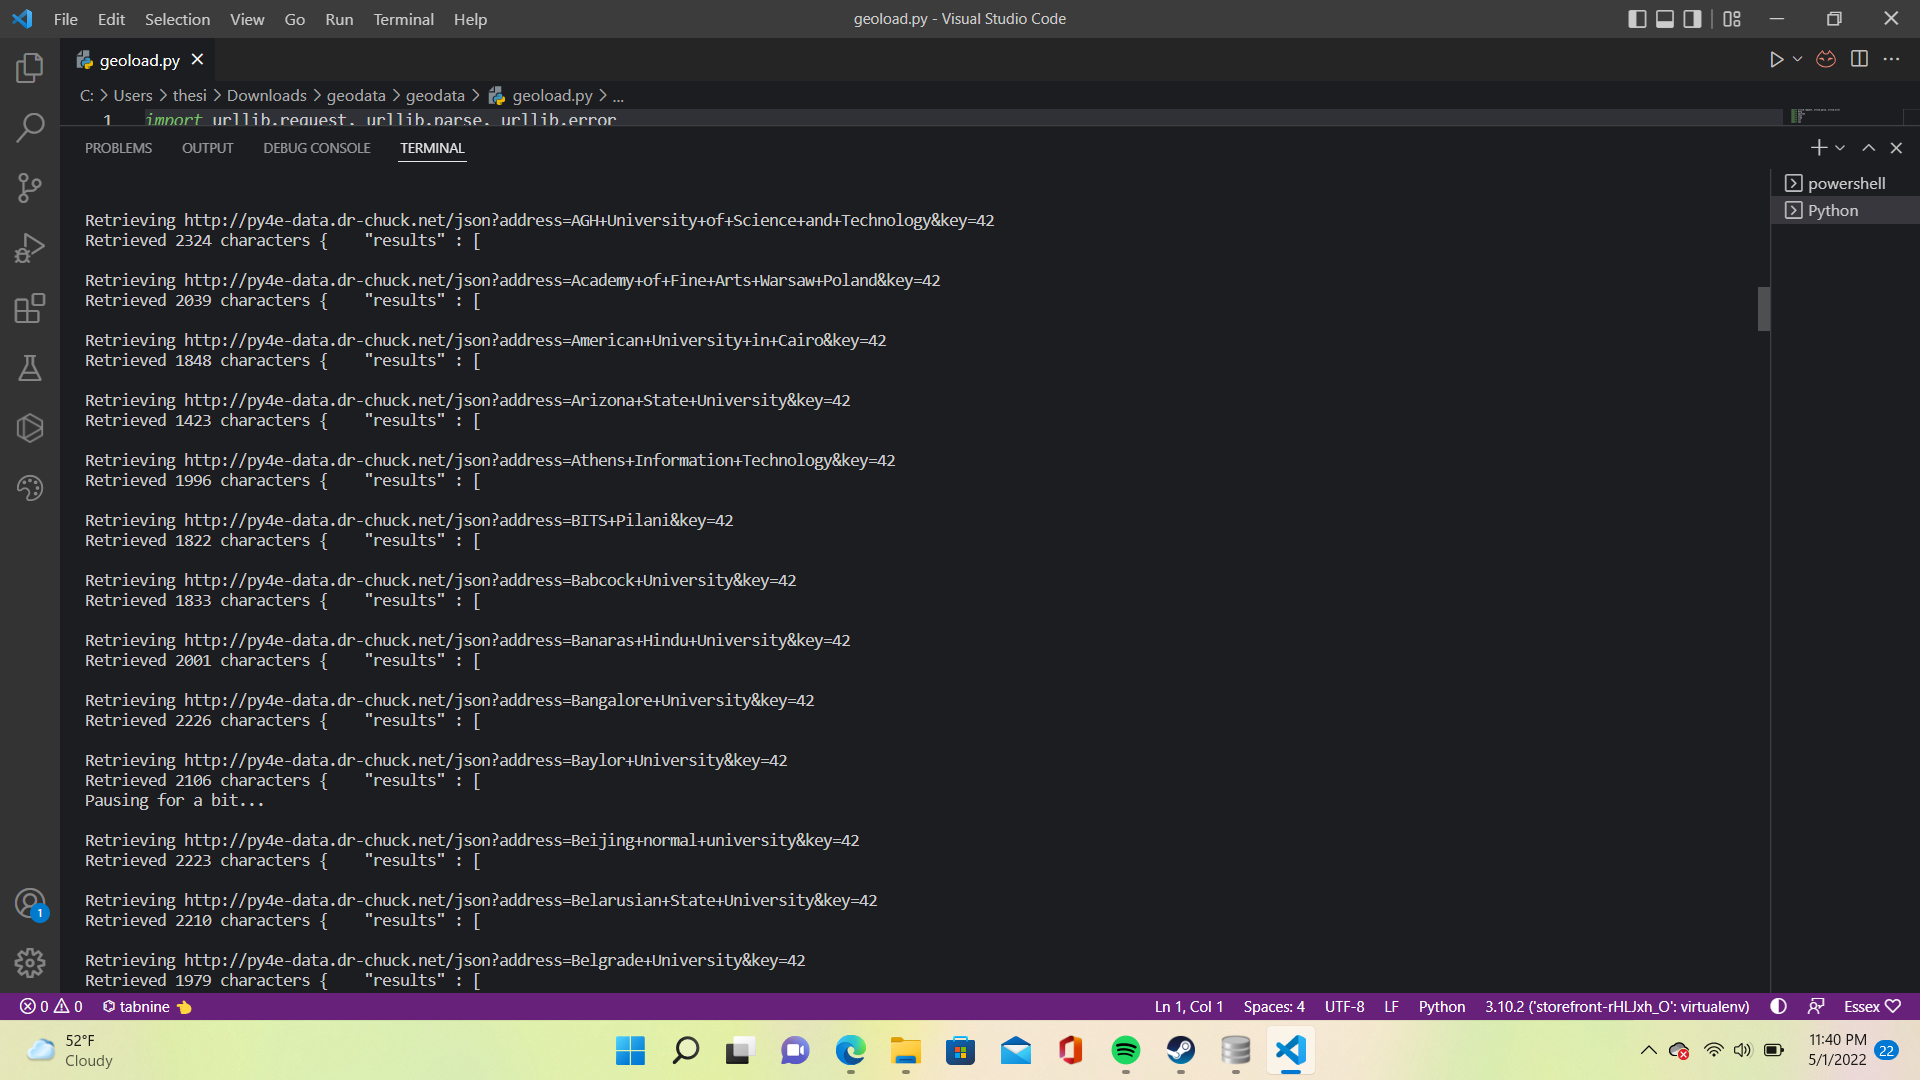 File Edit Selection View Go Run Terminal Help
geoload.py - Visual Studio Code
geoload.py
C: > Users > thesi > Downloads > geodata > geodata > geoload.py > ...
1 import urllib.request, urllib.parse, urllib.error
PROBLEMS OUTPUT DEBUG CONSOLE TERMINAL
powershell
Python
Retrieving http://py4e-data.dr-chuck.net/json?address=AGH+University+of+Science+and+Technology&key=42
Retrieved 2324 characters {    "results" : [
Retrieving http://py4e-data.dr-chuck.net/json?address=Academy+of+Fine+Arts+Warsaw+Poland&key=42
Retrieved 2039 characters {    "results" : [
Retrieving http://py4e-data.dr-chuck.net/json?address=American+University+in+Cairo&key=42
Retrieved 1848 characters {    "results" : [
Retrieving http://py4e-data.dr-chuck.net/json?address=Arizona+State+University&key=42
Retrieved 1423 characters {    "results" : [
Retrieving http://py4e-data.dr-chuck.net/json?address=Athens+Information+Technology&key=42
Retrieved 1996 characters {    "results" : [
Retrieving http://py4e-data.dr-chuck.net/json?address=BITS+Pilani&key=42
Retrieved 1822 characters {    "results" : [
Retrieving http://py4e-data.dr-chuck.net/json?address=Babcock+University&key=42
Retrieved 1833 characters {    "results" : [
Retrieving http://py4e-data.dr-chuck.net/json?address=Banaras+Hindu+University&key=42
Retrieved 2001 characters {    "results" : [
Retrieving http://py4e-data.dr-chuck.net/json?address=Bangalore+University&key=42
Retrieved 2226 characters {    "results" : [
Retrieving http://py4e-data.dr-chuck.net/json?address=Baylor+University&key=42
Retrieved 2106 characters {    "results" : [
Pausing for a bit...
Retrieving http://py4e-data.dr-chuck.net/json?address=Beijing+normal+university&key=42
Retrieved 2223 characters {    "results" : [
Retrieving http://py4e-data.dr-chuck.net/json?address=Belarusian+State+University&key=42
Retrieved 2210 characters {    "results" : [
Retrieving http://py4e-data.dr-chuck.net/json?address=Belgrade+University&key=42
Retrieved 1979 characters {    "results" : [
1
0 0 tabnine Ln 1, Col 1 Spaces: 4 UTF-8 LF Python 3.10.2 ('storefront-rHLJxh_O': virtualenv) Essex
52°F
Cloudy
11:40 PM
5/1/2022
22